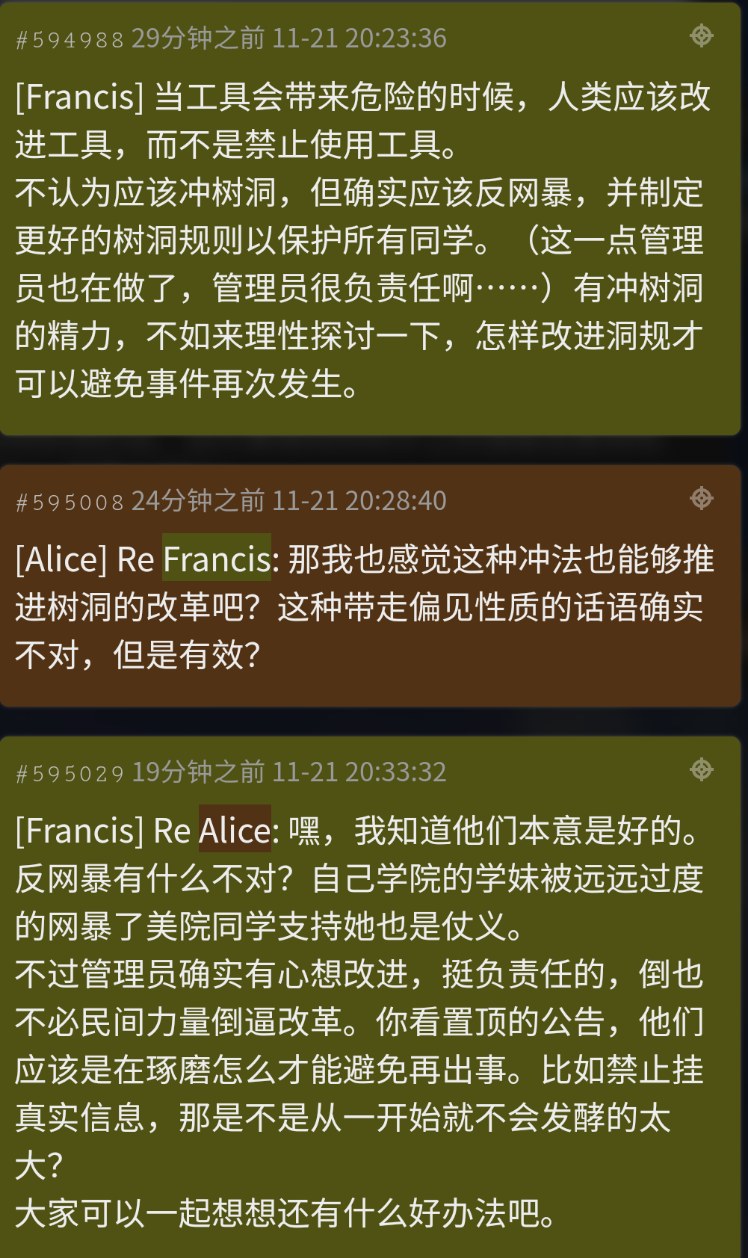 #594988 29分钟之前 11-21 20:23:36
[Francis] 当工具会带来危险的时候，人类应该改
进工具，而不是禁止使用工具。
不认为应该冲树洞，但确实应该反网暴，并制定
更好的树洞规则以保护所有同学。（这一点管理
员也在做了，管理员很负责任啊……）有冲树洞
的精力，不如来理性探讨一下，怎样改进洞规才
可以避免事件再次发生。
#595008 24分钟之前 11-21 20:28:40
[Alice] Re Francis: 那我也感觉这种冲法也能够推
进树洞的改革吧？这种带走偏见性质的话语确实
不对，但是有效？
#595029 19分钟之前 11-21 20:33:32
[Francis] Re Alice: 嘿，我知道他们本意是好的。
反网暴有什么不对？自己学院的学妹被远远过度
的网暴了美院同学支持她也是仗义。
不过管理员确实有心想改进，挺负责任的，倒也
不必民间力量倒逼改革。你看置顶的公告，他们
应该是在琢磨怎么才能避免再出事。比如禁止挂
真实信息，那是不是从一开始就不会发酵的太
大？
大家可以一起想想还有什么好办法吧。